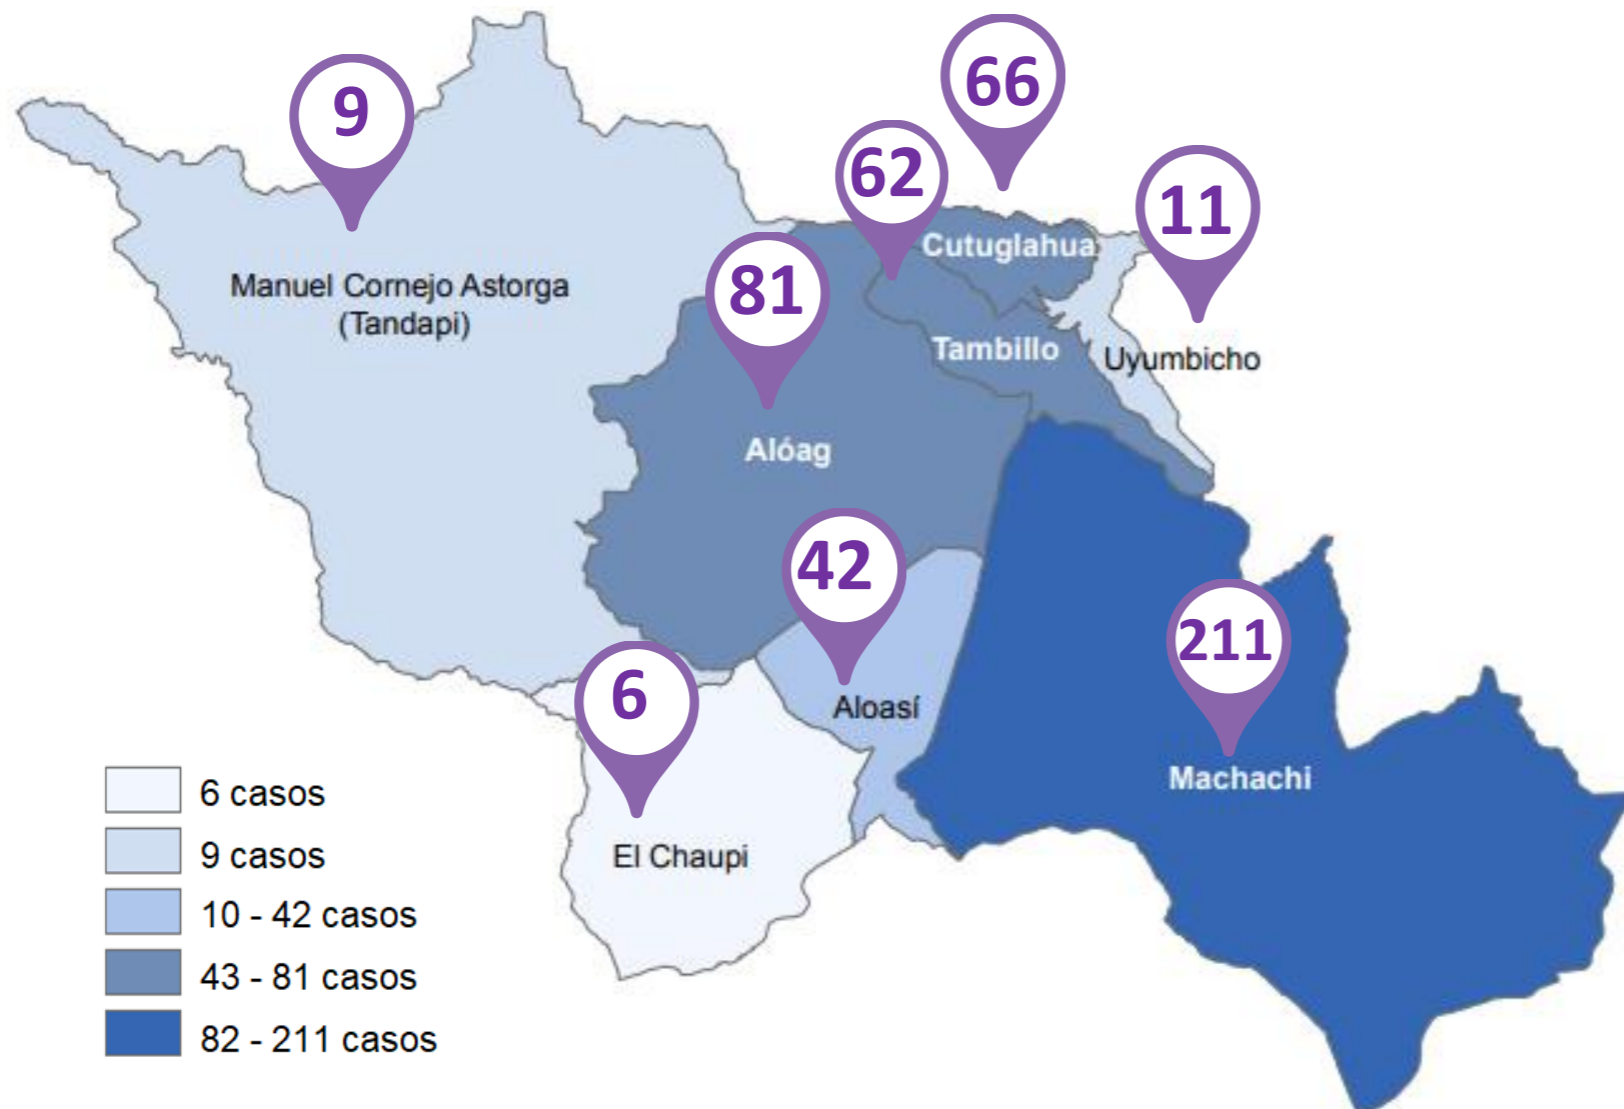 66
9
62
11
Cutuglahua
81
Manuel Cornejo Astorga
(Tandapi)
Tambillo
Uyumbicho
Alóag
42
211
6
Aloasí
Machachi
El Chaupi
6 casos
9 casos
10 - 42 casos
43 - 81 casos
82 - 211 casos